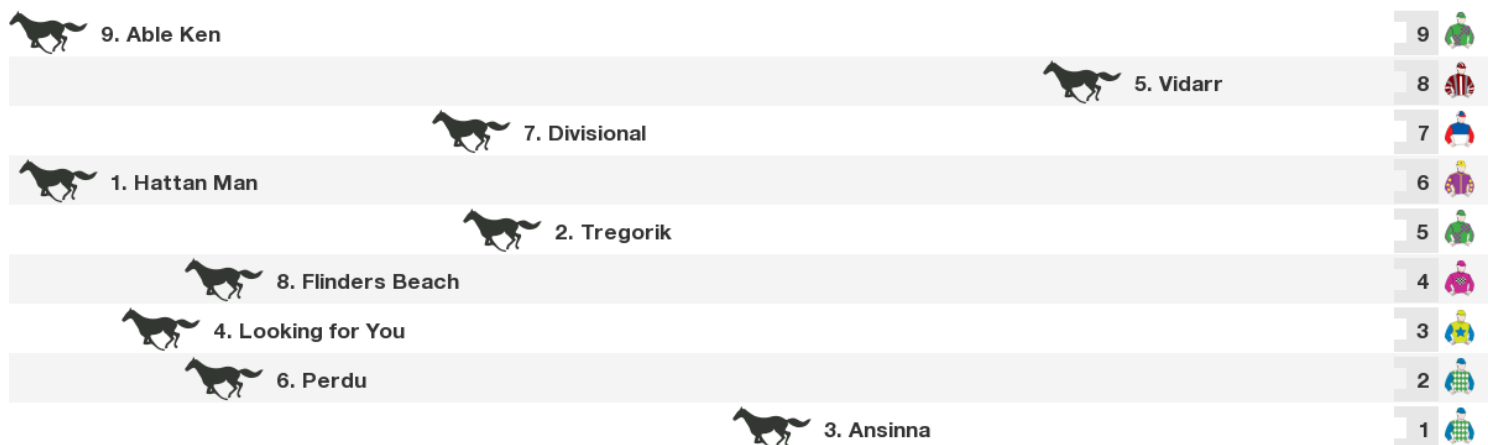 9. Able Ken 9
5. Vidarr 8
7. Divisional 7
1. Hattan Man 6
2. Tregorik 5
8. Flinders Beach 4
4. Looking for You 3
6. Perdu 2
3. Ansinna 1